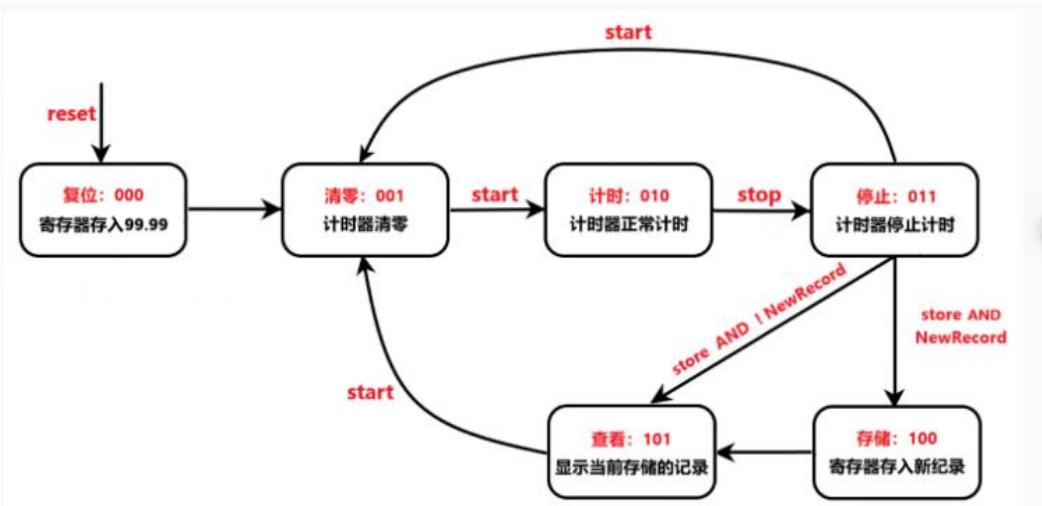 start
reset
复位：000
寄存器存入99.99
清零：001
计时器清零
start
计时：010
计时器正常计时
stop
停止：011
计时器停止计时
store AND ！NewRecord
store AND
NewRecord
start
查看：101
显示当前存储的记录
存储：100
寄存器存入新纪录